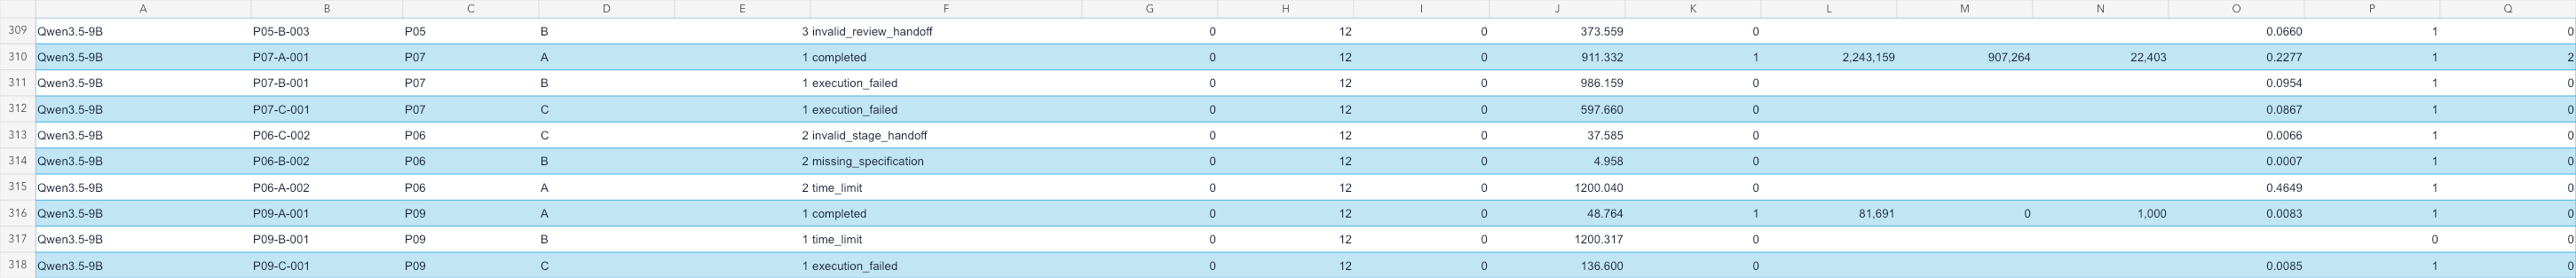 A B C D E F G H I J K L M N O P Q
309 Qwen3.5-9B P05-B-003 P05 B 3 invalid_review_handoff 0 12 0 373.559 0 0.0660 1 0
310 Qwen3.5-9B P07-A-001 P07 A 1 completed 0 12 0 911.332 1 2,243,159 907,264 22,403 0.2277 1 2
311 Qwen3.5-9B P07-B-001 P07 B 1 execution_failed 0 12 0 986.159 0 0.0954 1 0
312 Qwen3.5-9B P07-C-001 P07 C 1 execution_failed 0 12 0 597.660 0 0.0867 1 0
313 Qwen3.5-9B P06-C-002 P06 C 2 invalid_stage_handoff 0 12 0 37.585 0 0.0066 1 0
314 Qwen3.5-9B P06-B-002 P06 B 2 missing_specification 0 12 0 4.958 0 0.0007 1 0
315 Qwen3.5-9B P06-A-002 P06 A 2 time_limit 0 12 0 1200.040 0 0.4649 1 0
316 Qwen3.5-9B P09-A-001 P09 A 1 completed 0 12 0 48.764 1 81,691 0 1,000 0.0083 1 0
317 Qwen3.5-9B P09-B-001 P09 B 1 time_limit 0 12 0 1200.317 0 0 0
318 Qwen3.5-9B P09-C-001 P09 C 1 execution_failed 0 12 0 136.600 0 0.0085 1 0